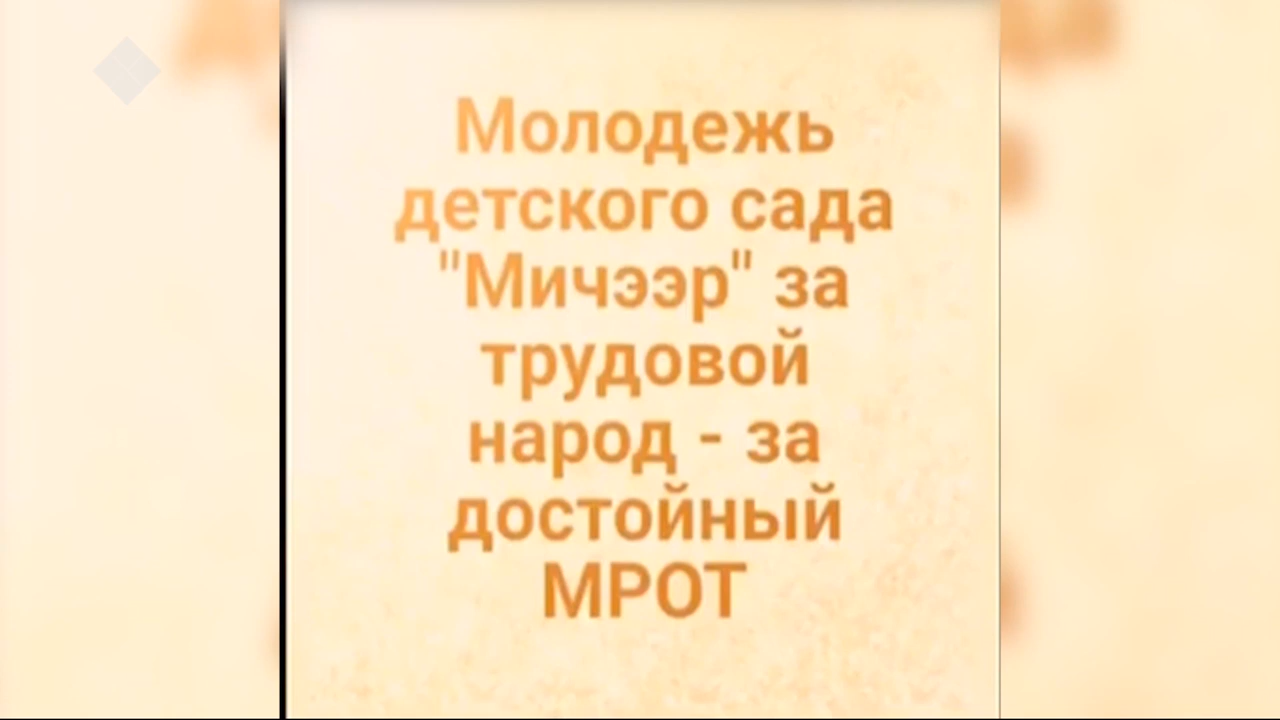 Молодежь
детского сада
"Мичээр" за
трудовой
народ - за
достойный
МРОТ